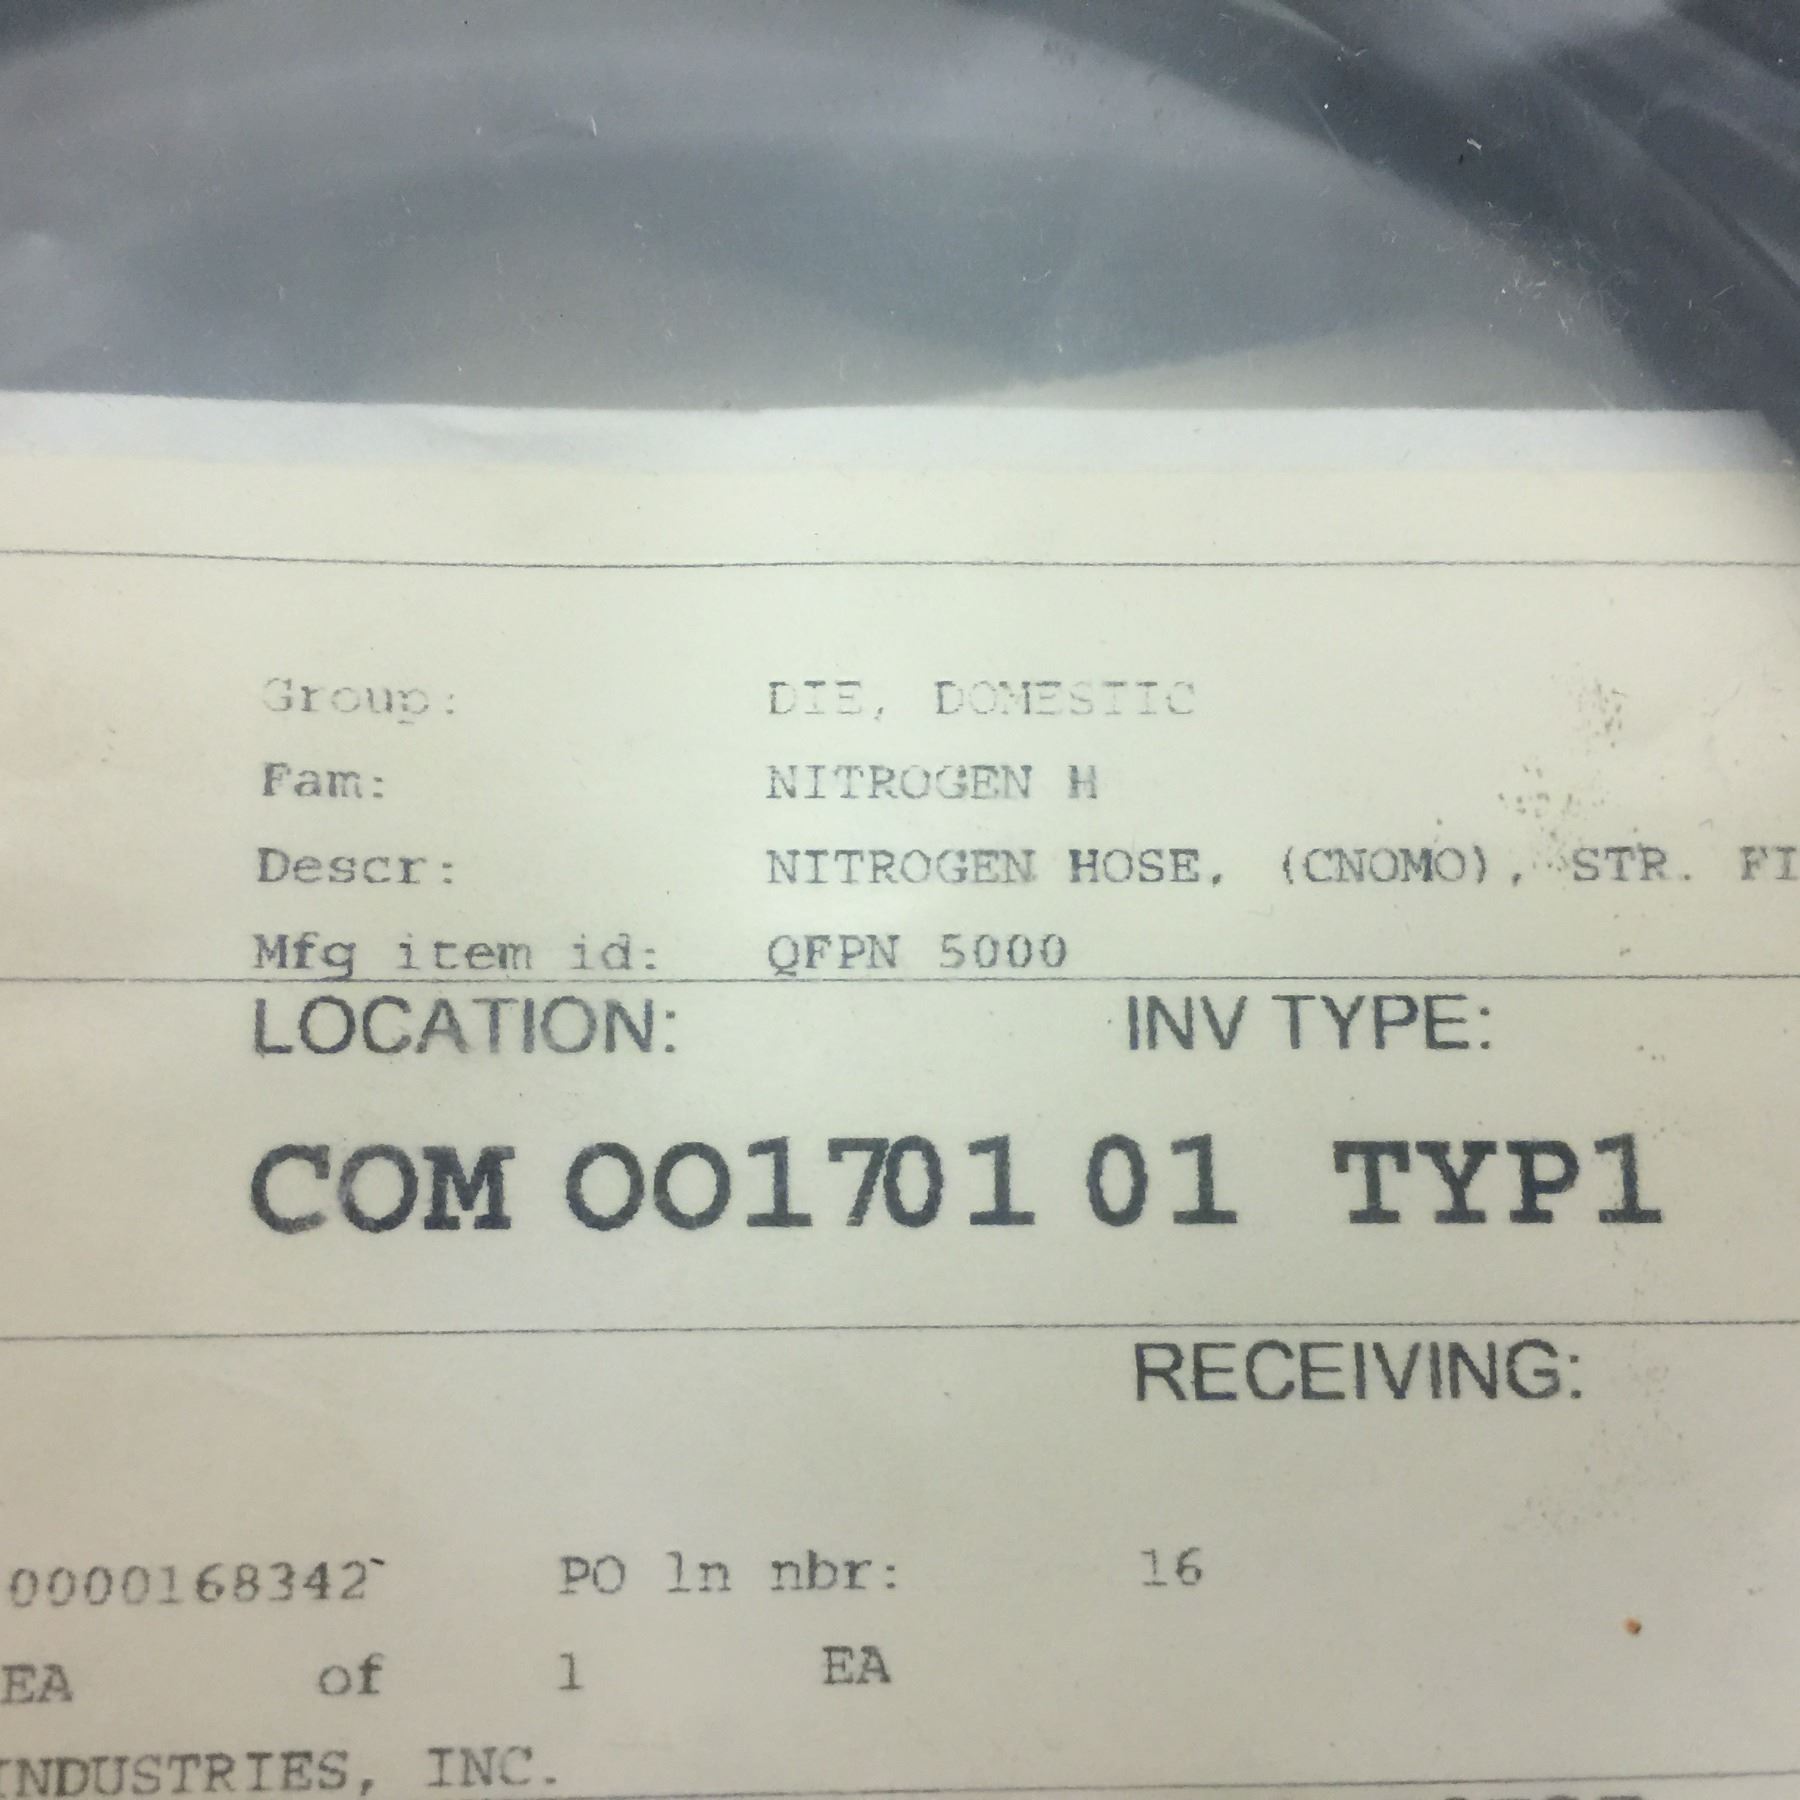 Group: DIE, DOMESTIC
Fam: NITROGEN H
Descr: NITROGEN HOSE, (CNOMO), STR. FI
Mfg item id: QFPN 5000
LOCATION: INV TYPE:
COM 001701 01 TYP1
RECEIVING:
0000168342 PO ln nbr: 16
EA of 1 EA
INDUSTRIES, INC.